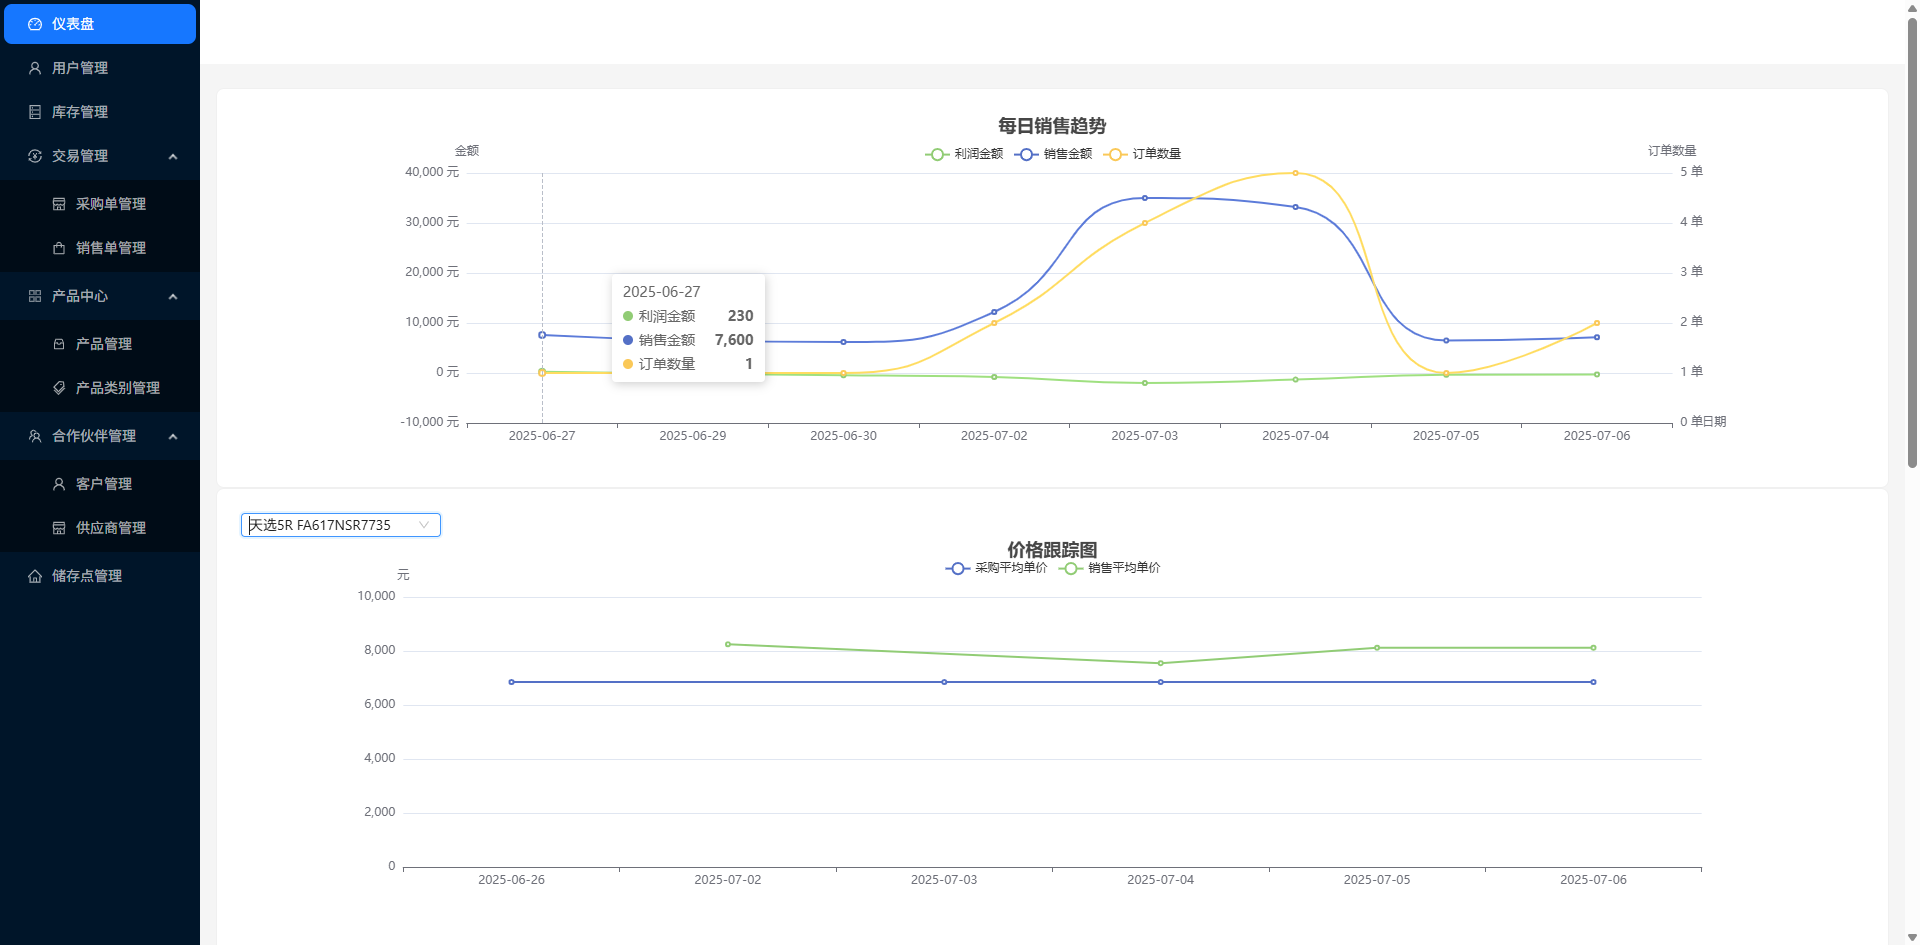 仪表盘
用户管理
库存管理
交易管理
采购单管理
销售单管理
产品中心
产品管理
产品类别管理
合作伙伴管理
客户管理
供应商管理
储存点管理
每日销售趋势
利润金额 销售金额 订单数量
金额
订单数量
40,000 元
30,000 元
20,000 元
10,000 元
0 元
-10,000 元
5 单
4 单
3 单
2 单
1 单
0 单
日期
2025-06-27
利润金额 230
销售金额 7,600
订单数量 1
2025-06-27 2025-06-29 2025-06-30 2025-07-02 2025-07-03 2025-07-04 2025-07-05 2025-07-06
天选5R FA617NSR7735
价格跟踪图
采购平均单价 销售平均单价
元
10,000
8,000
6,000
4,000
2,000
0
2025-06-26 2025-07-02 2025-07-03 2025-07-04 2025-07-05 2025-07-06